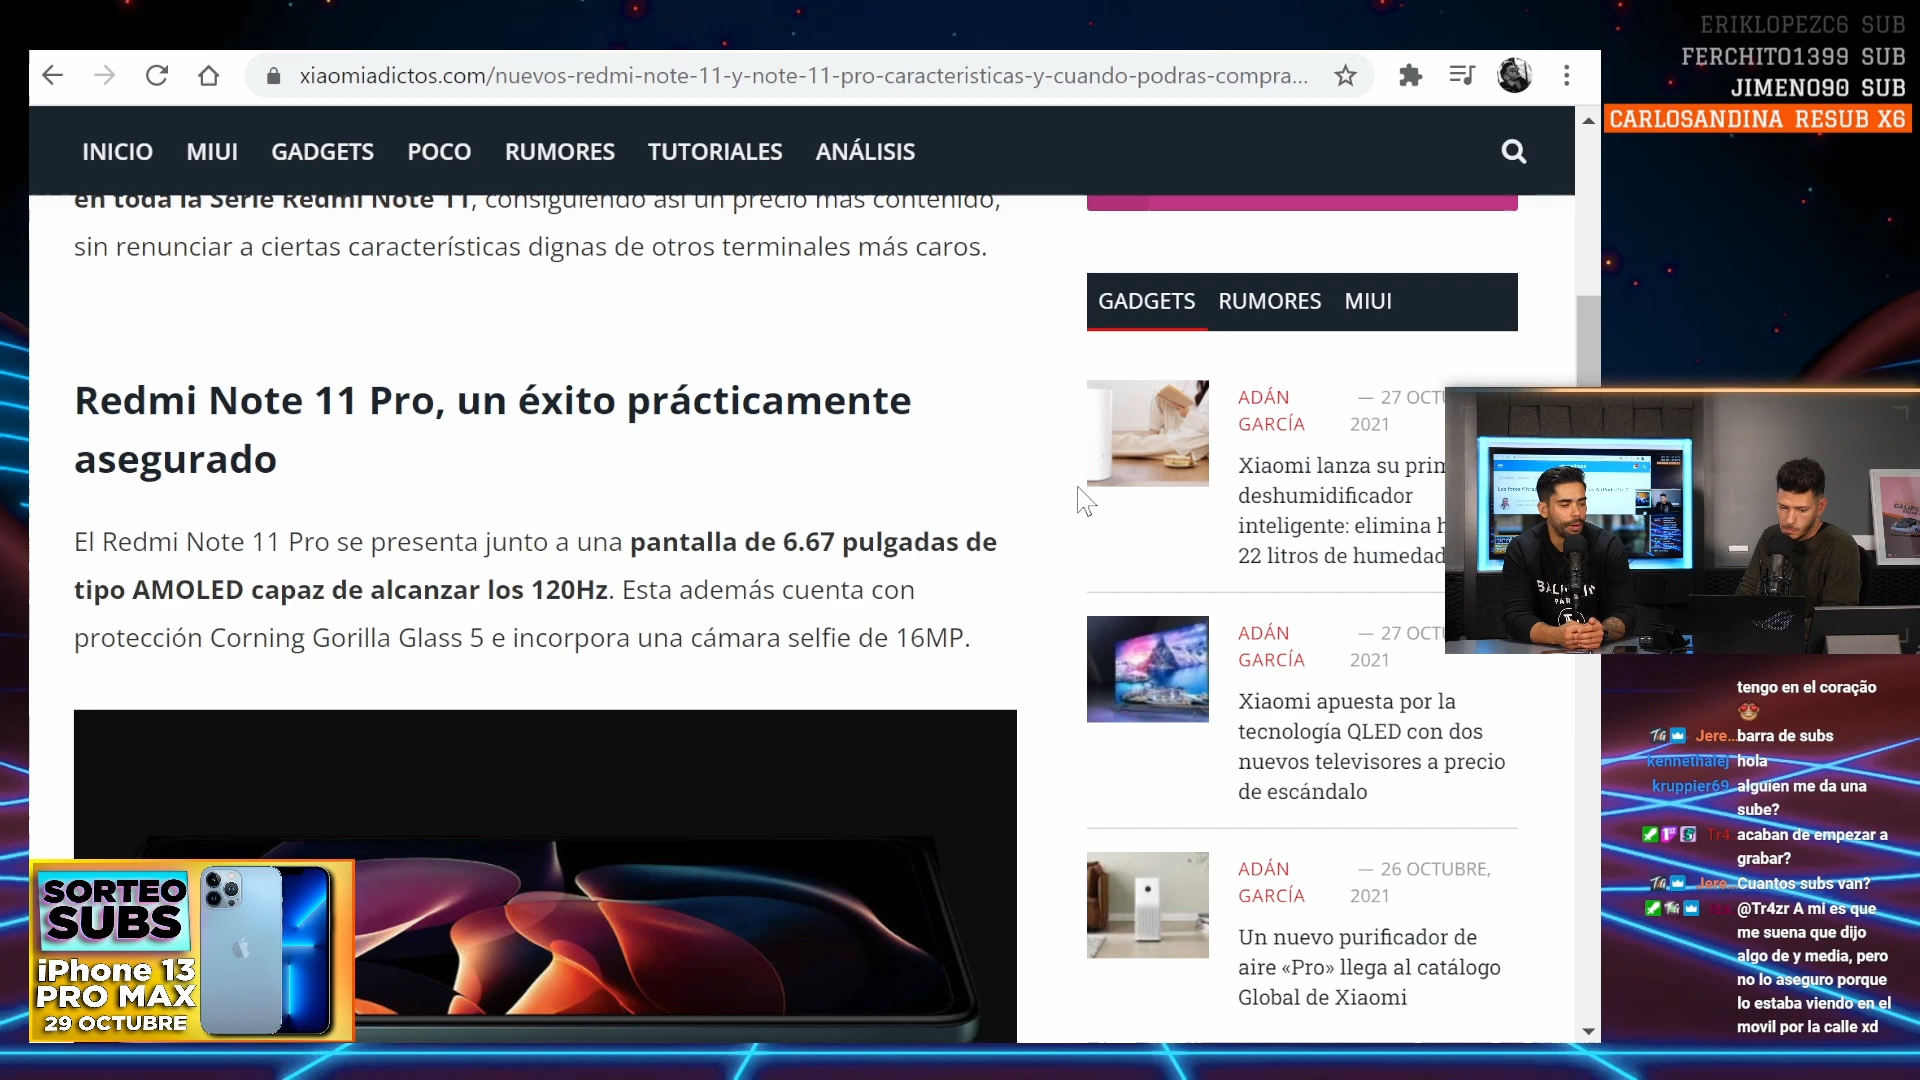 ERIKLOPEZC6 SUB
FERCHITO1399 SUB
JIMENO90 SUB
CARLOSANDINA RESUB X6
xiaomiadictos.com/nuevos-redmi-note-11-y-note-11-pro-caracteristicas-y-cuando-podras-compra...
INICIO MIUI GADGETS POCO RUMORES TUTORIALES ANÁLISIS
en toda la Serie Redmi Note 11, consiguiendo así un precio más contenido,
sin renunciar a ciertas características dignas de otros terminales más caros.
Redmi Note 11 Pro, un éxito prácticamente
asegurado
El Redmi Note 11 Pro se presenta junto a una pantalla de 6.67 pulgadas de
tipo AMOLED capaz de alcanzar los 120Hz. Esta además cuenta con
protección Corning Gorilla Glass 5 e incorpora una cámara selfie de 16MP.
GADGETS RUMORES MIUI
ADÁN GARCÍA — 27 OCTU
2021
Xiaomi lanza su prim
deshumidificador
inteligente: elimina h
22 litros de humedad
ADÁN GARCÍA — 27 OCTU
2021
Xiaomi apuesta por la
tecnología QLED con dos
nuevos televisores a precio
de escándalo
ADÁN GARCÍA — 26 OCTUBRE,
2021
Un nuevo purificador de
aire «Pro» llega al catálogo
Global de Xiaomi
SORTEO
SUBS
iPhone 13
PRO MAX
29 OCTUBRE
tengo en el coração
Jere... barra de subs
kennethalej hola
kruppier69 alguien me da una
sube?
Tr4. acaban de empezar a
grabar?
Jere... Cuantos subs van?
@Tr4zr A mi es que
me suena que dijo
algo de y media, pero
no lo aseguro porque
lo estaba viendo en el
movil por la calle xd